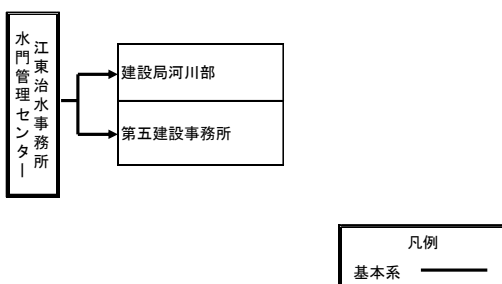 江東治水事務所
水門管理センター
建設局河川部
第五建設事務所
凡例
基本系